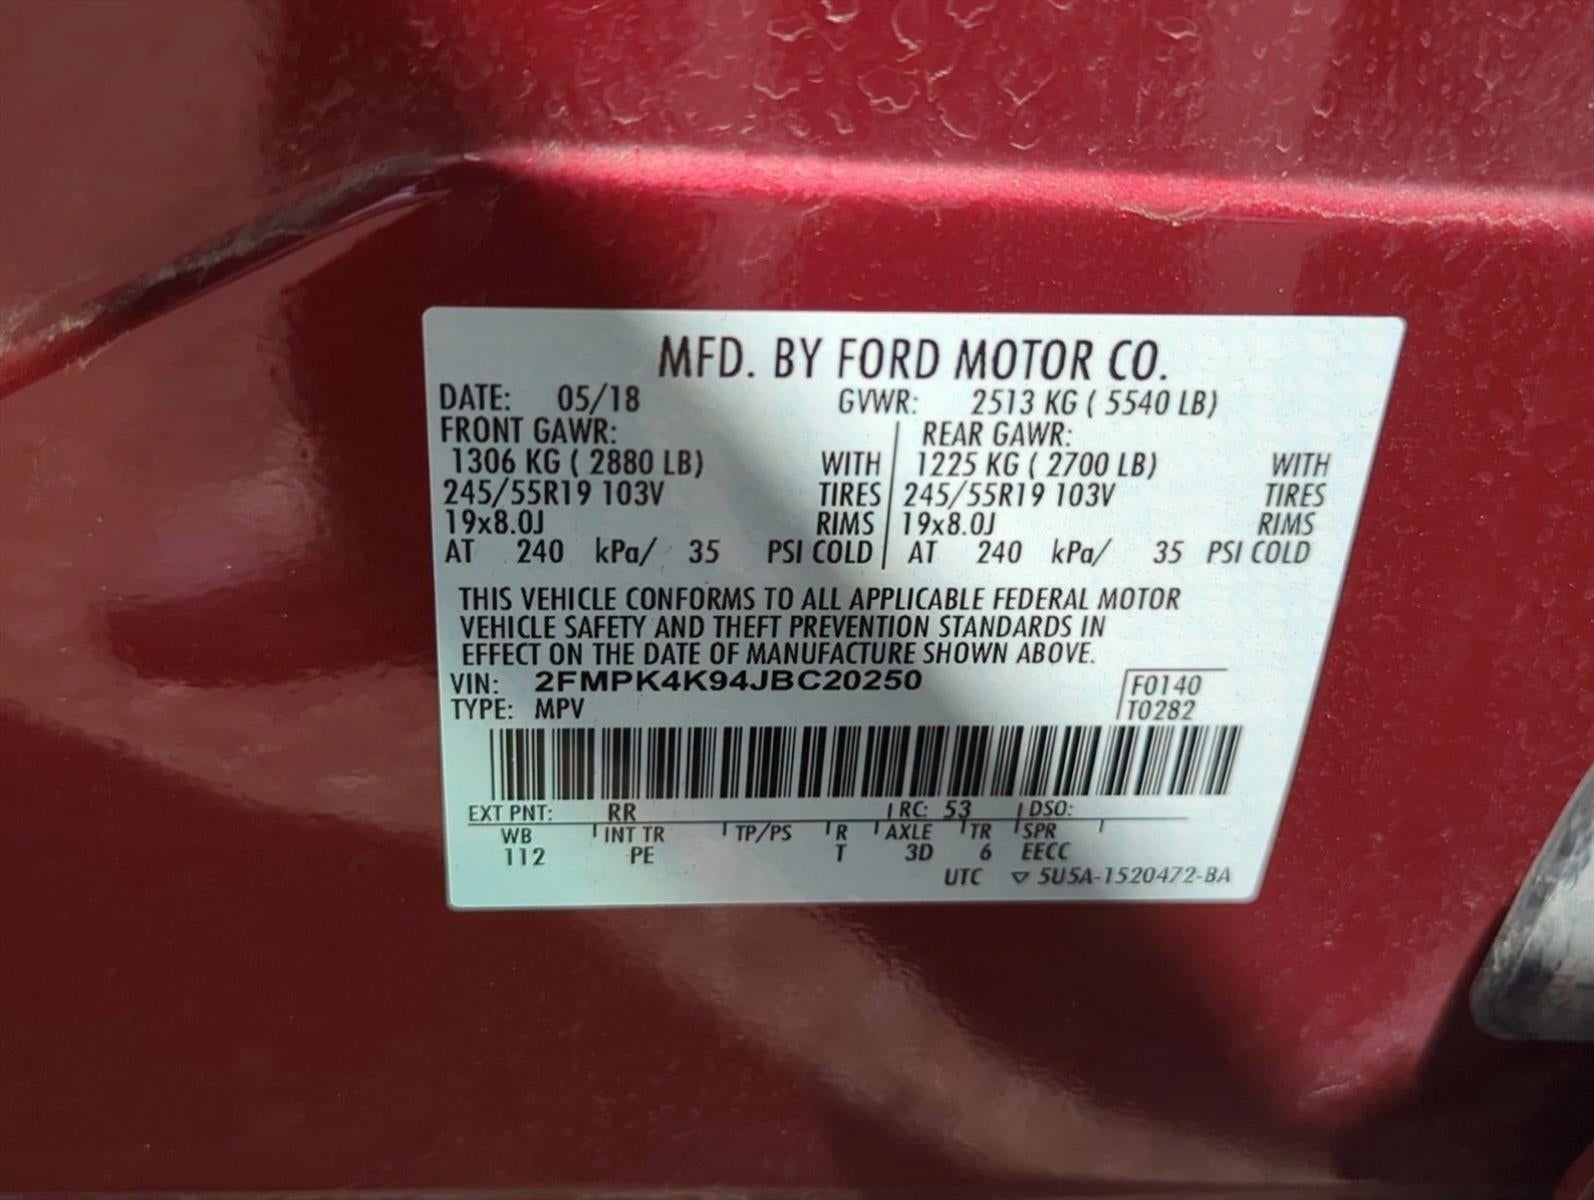 MFD. BY FORD MOTOR CO.
DATE: 05/18 GVWR: 2513 KG ( 5540 LB)
FRONT GAWR: REAR GAWR:
1306 KG ( 2880 LB) WITH 1225 KG ( 2700 LB) WITH
245/55R19 103V TIRES 245/55R19 103V TIRES
19x8.0J RIMS 19x8.0J RIMS
AT 240 kPa/ 35 PSI COLD AT 240 kPa/ 35 PSI COLD
THIS VEHICLE CONFORMS TO ALL APPLICABLE FEDERAL MOTOR
VEHICLE SAFETY AND THEFT PREVENTION STANDARDS IN
EFFECT ON THE DATE OF MANUFACTURE SHOWN ABOVE.
VIN: 2FMPK4K94JBC20250 F0140
TYPE: MPV T0282
EXT PNT: RR RC: 53 DSO:
WB INT TR TP/PS R AXLE TR SPR
112 PE T 3D 6 EECC
UTC ▽ 5U5A-1520472-BA